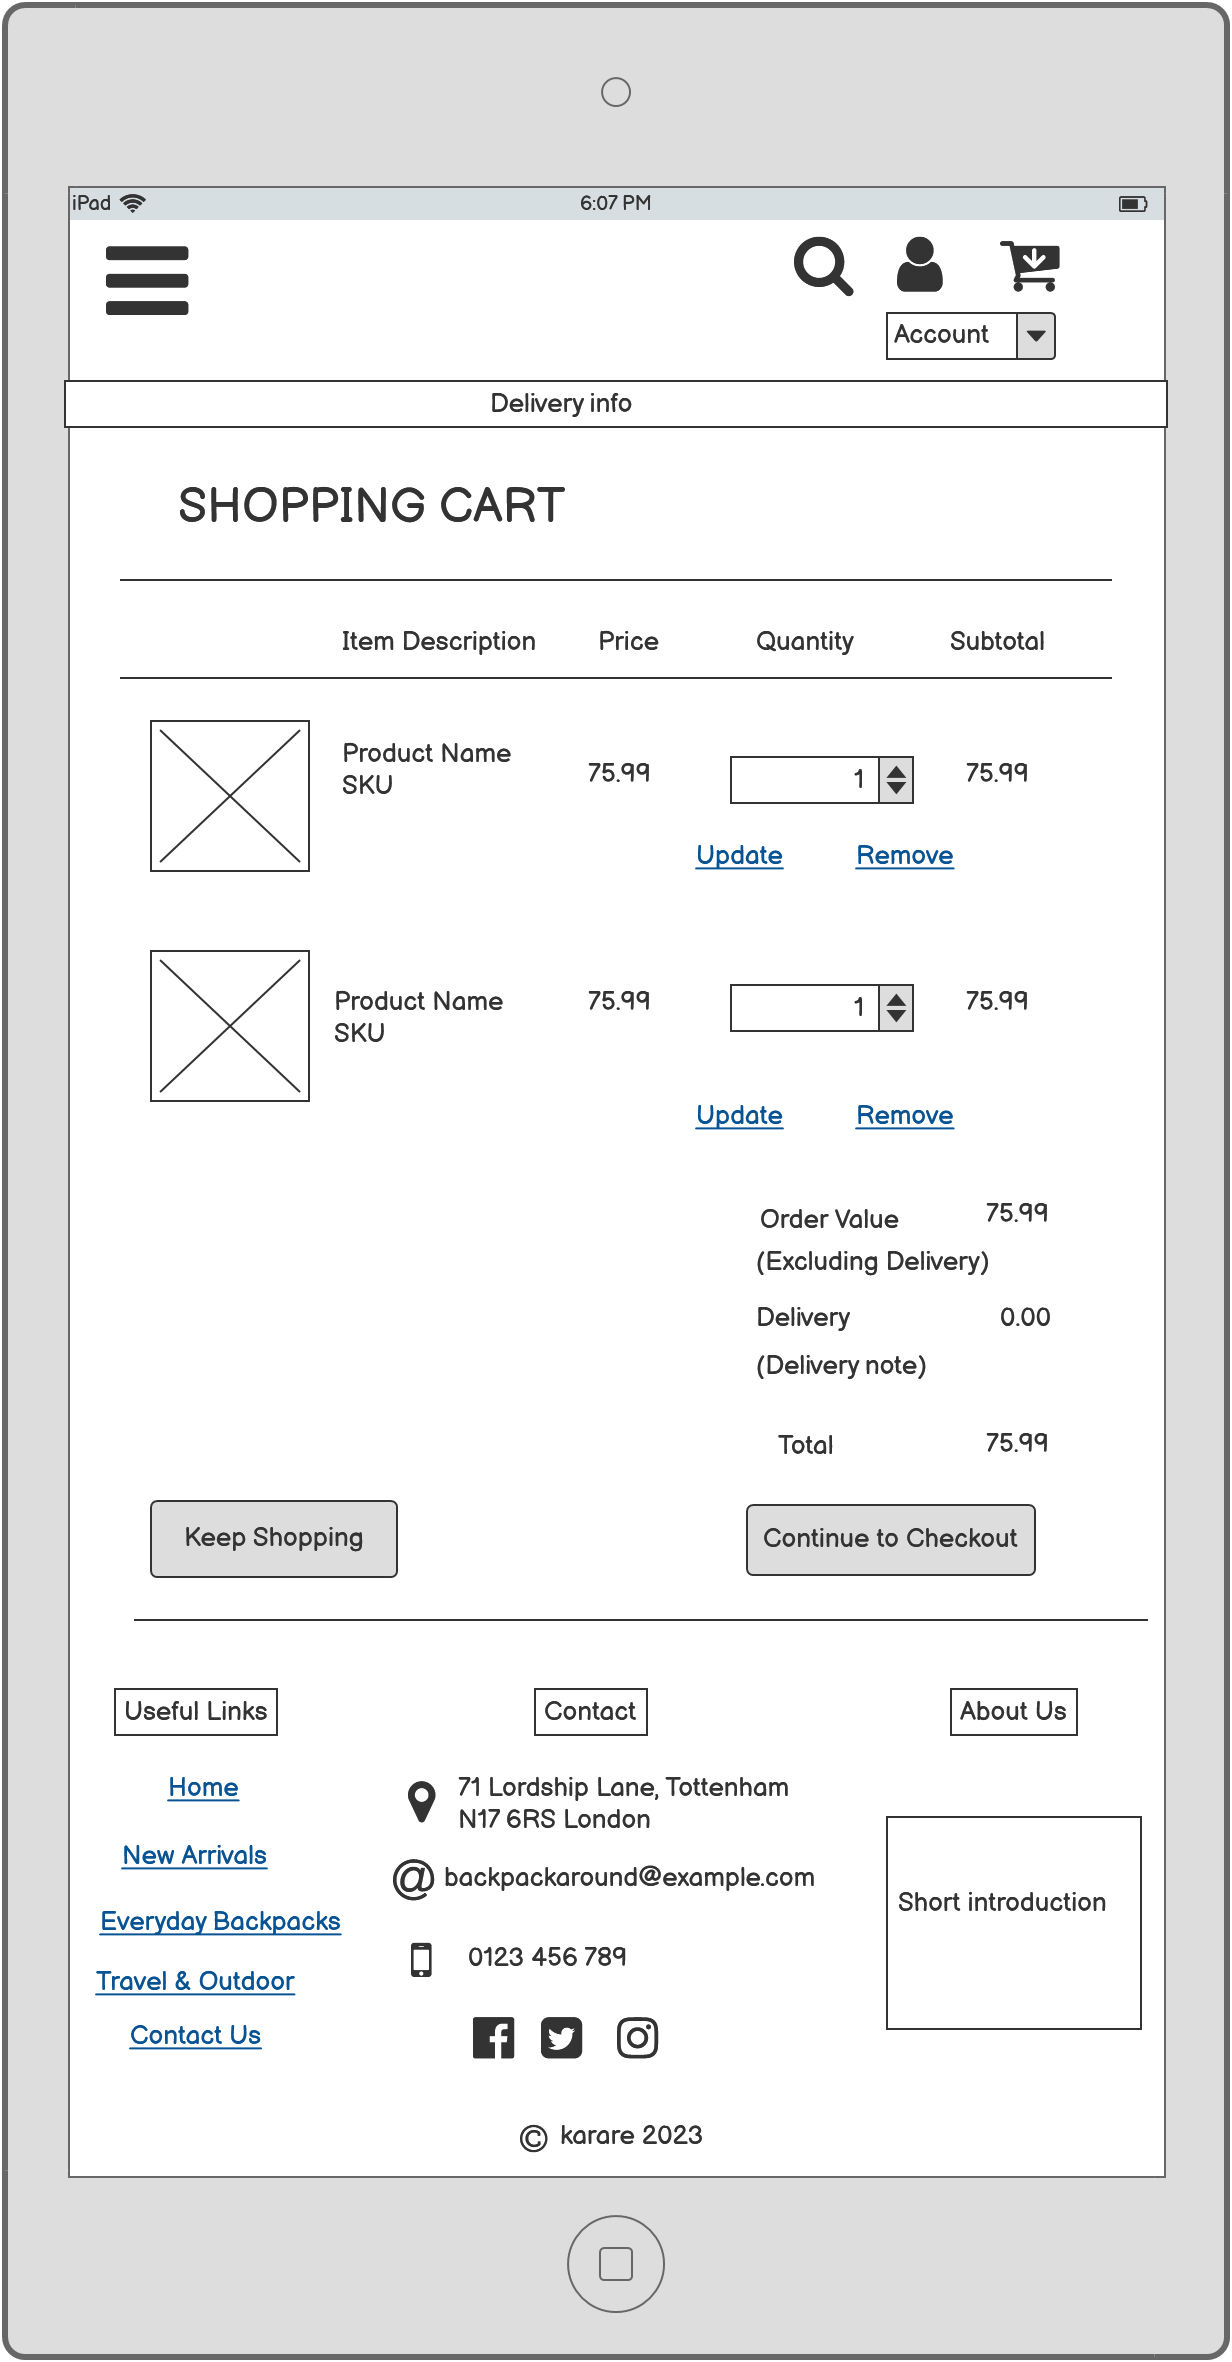 iPad
6:07 PM
Account
Delivery info
SHOPPING CART
Item Description Price Quantity Subtotal
Product Name
SKU
75.99 1 75.99
Update Remove
Product Name
SKU
75.99 1 75.99
Update Remove
Order Value 75.99
(Excluding Delivery)
Delivery 0.00
(Delivery note)
Total 75.99
Keep Shopping
Continue to Checkout
Useful Links
Home
New Arrivals
Everyday Backpacks
Travel & Outdoor
Contact Us
Contact
71 Lordship Lane, Tottenham
N17 6RS London
@ backpackaround@example.com
0123 456 789
About Us
Short introduction
© karare 2023